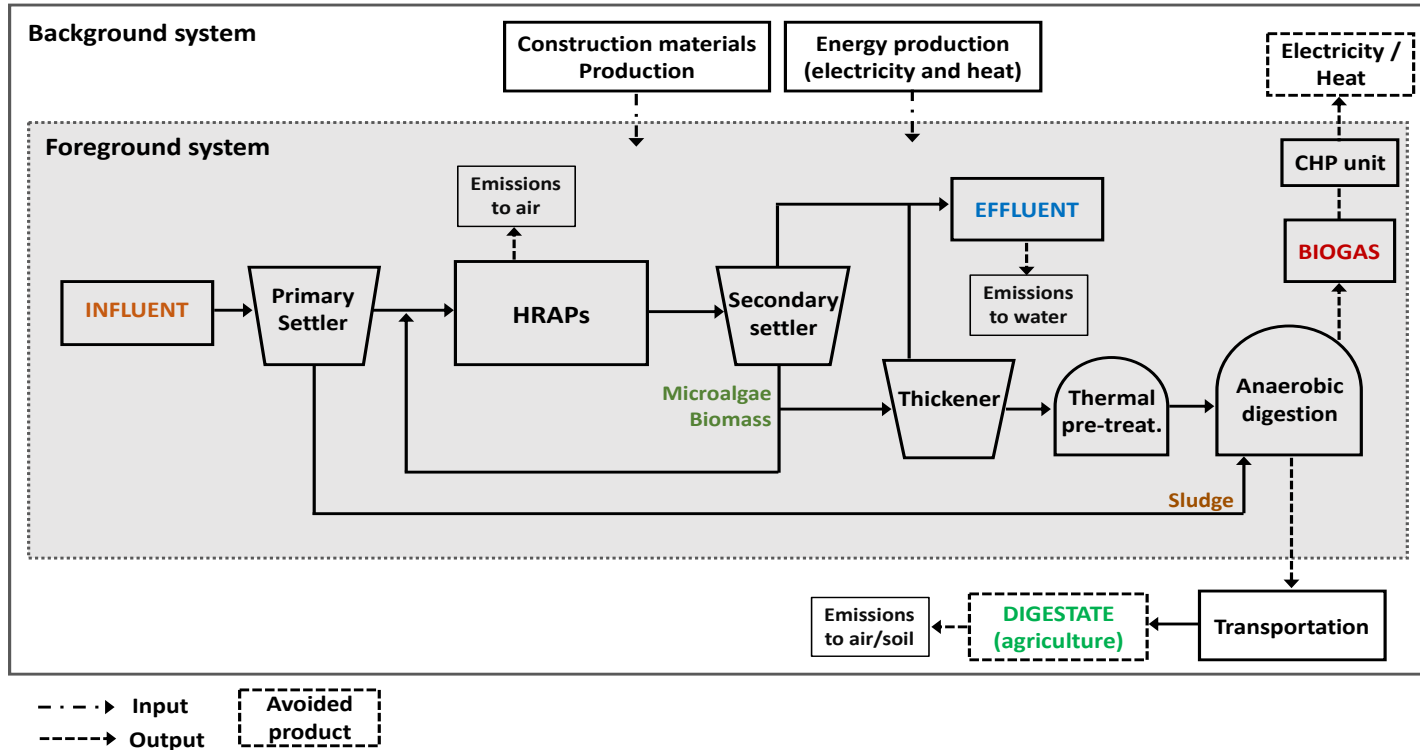 Background system
Construction materials
Production
Energy production
(electricity and heat)
Electricity /
Heat
Foreground system
CHP unit
Emissions
to air
EFFLUENT
BIOGAS
INFLUENT
Primary
Settler
HRAPs
Secondary
settler
Emissions
to water
Microalgae
Biomass
Thickener
Thermal
pre-treat.
Anaerobic
digestion
Sludge
Emissions
to air/soil
DIGESTATE
(agriculture)
Transportation
Input
Output
Avoided
product